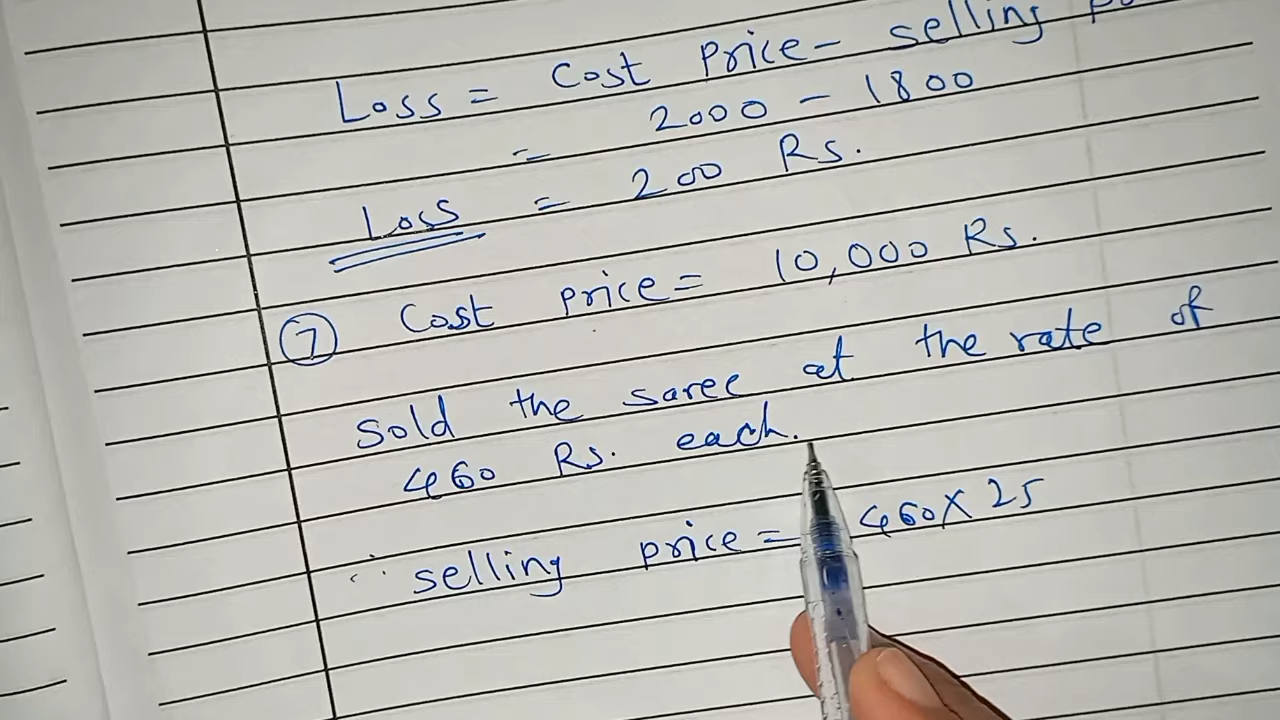 Loss = Cost Price - selling
= 2000 - 1800
Loss = 200 Rs.
7 Cost price = 10,000 Rs.
Sold the saree at the rate of
460 Rs. each.
∴ selling price = 460 X 25